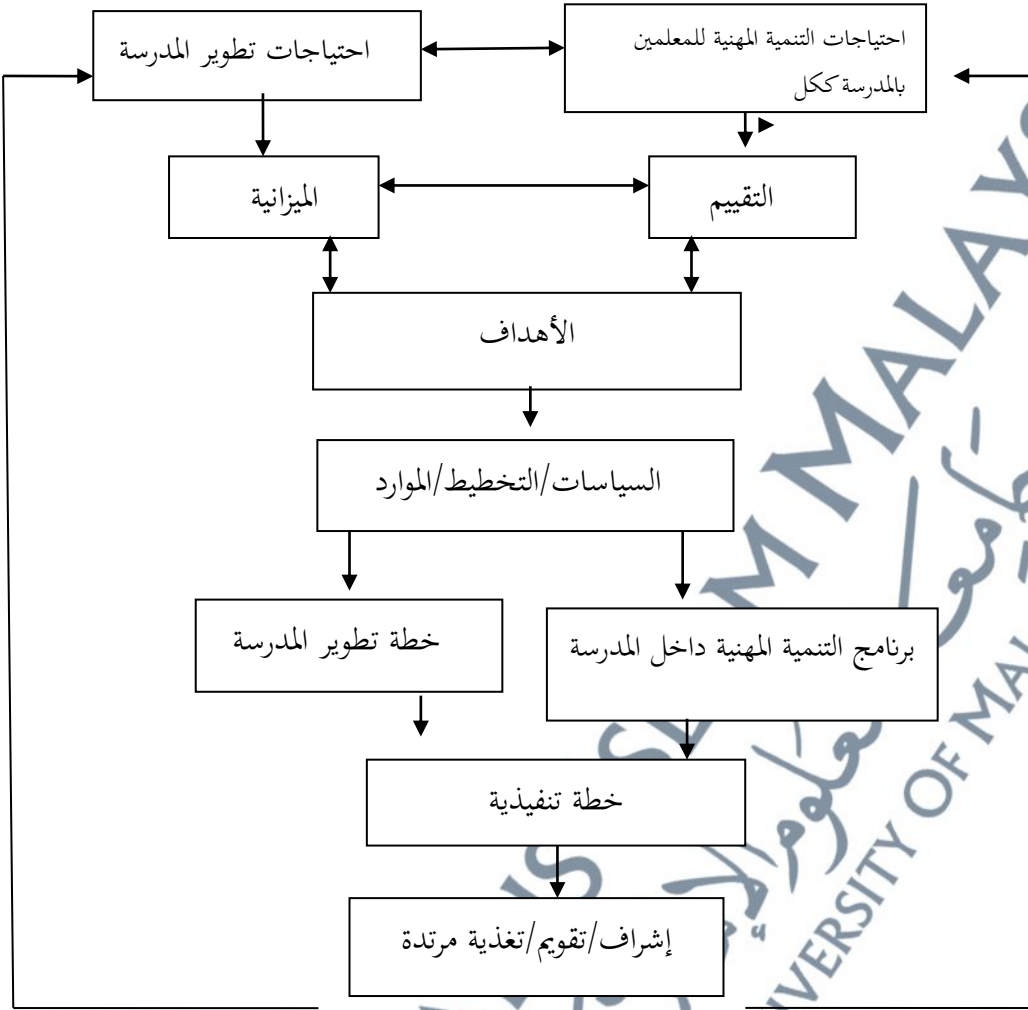 احتياجات التنمية المهنية للمعلمين
بالمدرسة ككل
احتياجات تطوير المدرسة
التقييم
الميزانية
الأهداف
السياسات/التخطيط/الموارد
برنامج التنمية المهنية داخل المدرسة
خطة تطوير المدرسة
خطة تنفيذية
إشراف/تقويم/تغذية مرتدة